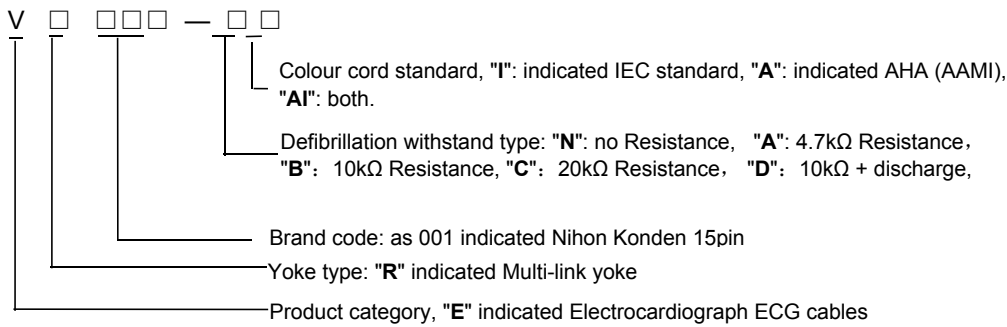 V □ □□□ — □ □
Colour cord standard, "I": indicated IEC standard, "A": indicated AHA (AAMI),
"AI": both.
Defibrillation withstand type: "N": no Resistance, "A": 4.7kΩ Resistance，
"B"： 10kΩ Resistance, "C"： 20kΩ Resistance， "D"： 10kΩ + discharge,
Brand code: as 001 indicated Nihon Konden 15pin
Yoke type: "R" indicated Multi-link yoke
Product category, "E" indicated Electrocardiograph ECG cables